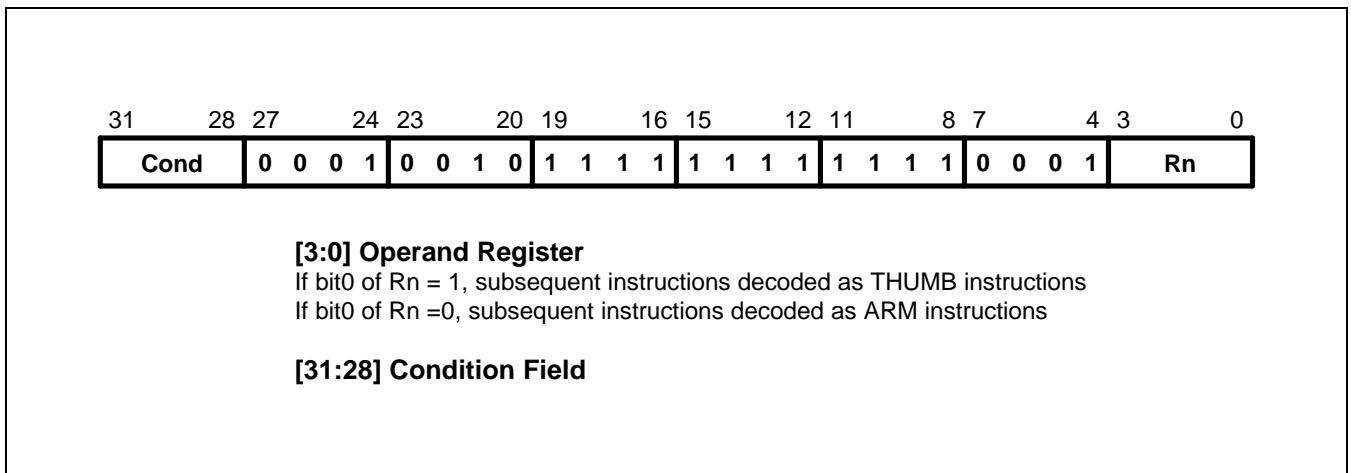 31 28 27 24 23 20 19 16 15 12 11 8 7 4 3 0
Cond 0 0 0 1 0 0 1 0 1 1 1 1 1 1 1 1 1 1 1 1 0 0 0 1 Rn
[3:0] Operand Register
If bit0 of Rn = 1, subsequent instructions decoded as THUMB instructions
If bit0 of Rn =0, subsequent instructions decoded as ARM instructions
[31:28] Condition Field